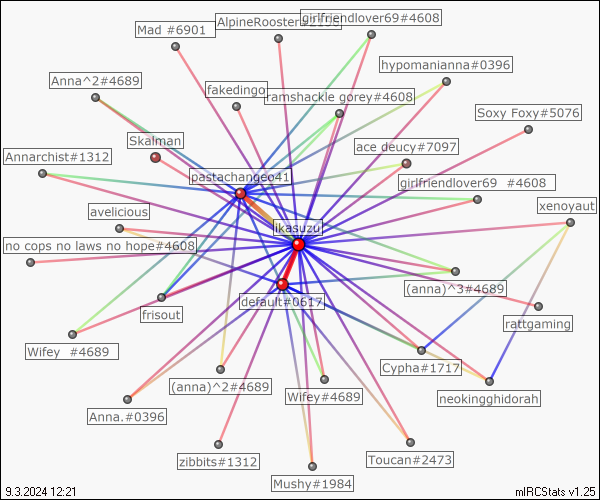 girlfriendlover69#4608
AlpineRooster#2198
Mad #6901
hypomanianna#0396
Anna^2#4689
fakedingo
ramshackle gorey#4608
Soxy Foxy#5076
Skalman
ace deucy#7097
Annarchist#1312
pastachangeo41
girlfriendlover69 #4608
avelicious
xenoyaut
ikasuzu
no cops no laws no hope#4608
(anna)^3#4689
default#0617
frisout
rattgaming
Wifey #4689
Cypha#1717
(anna)^2#4689
Wifey#4689
neokingghidorah
Anna.#0396
zibbits#1312
Toucan#2473
Mushy#1984
9.3.2024 12:21
mIRCStats v1.25